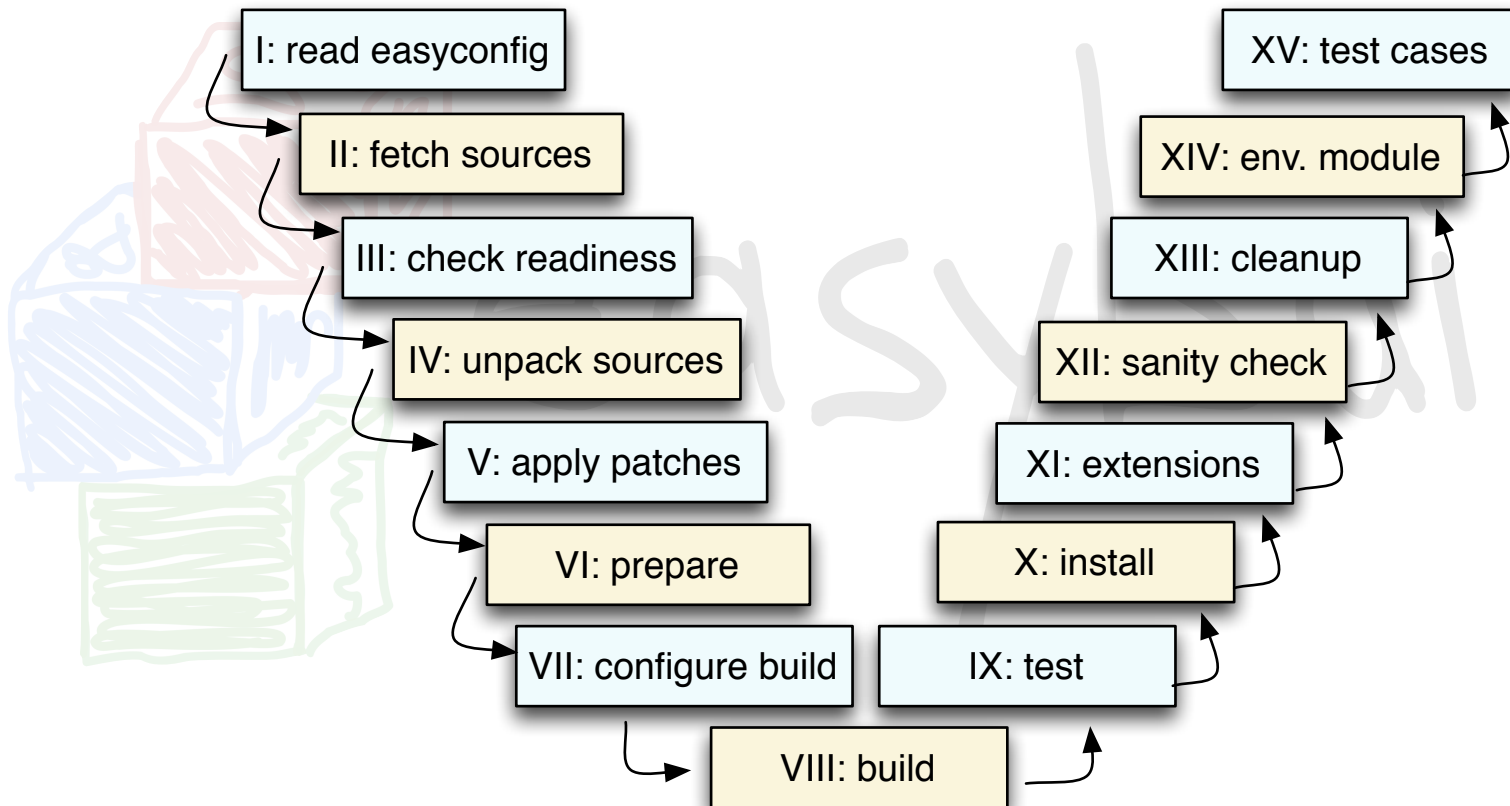 I: read easyconfig
II: fetch sources
III: check readiness
IV: unpack sources
V: apply patches
VI: prepare
VII: configure build
VIII: build
IX: test
X: install
XI: extensions
XII: sanity check
XIII: cleanup
XIV: env. module
XV: test cases